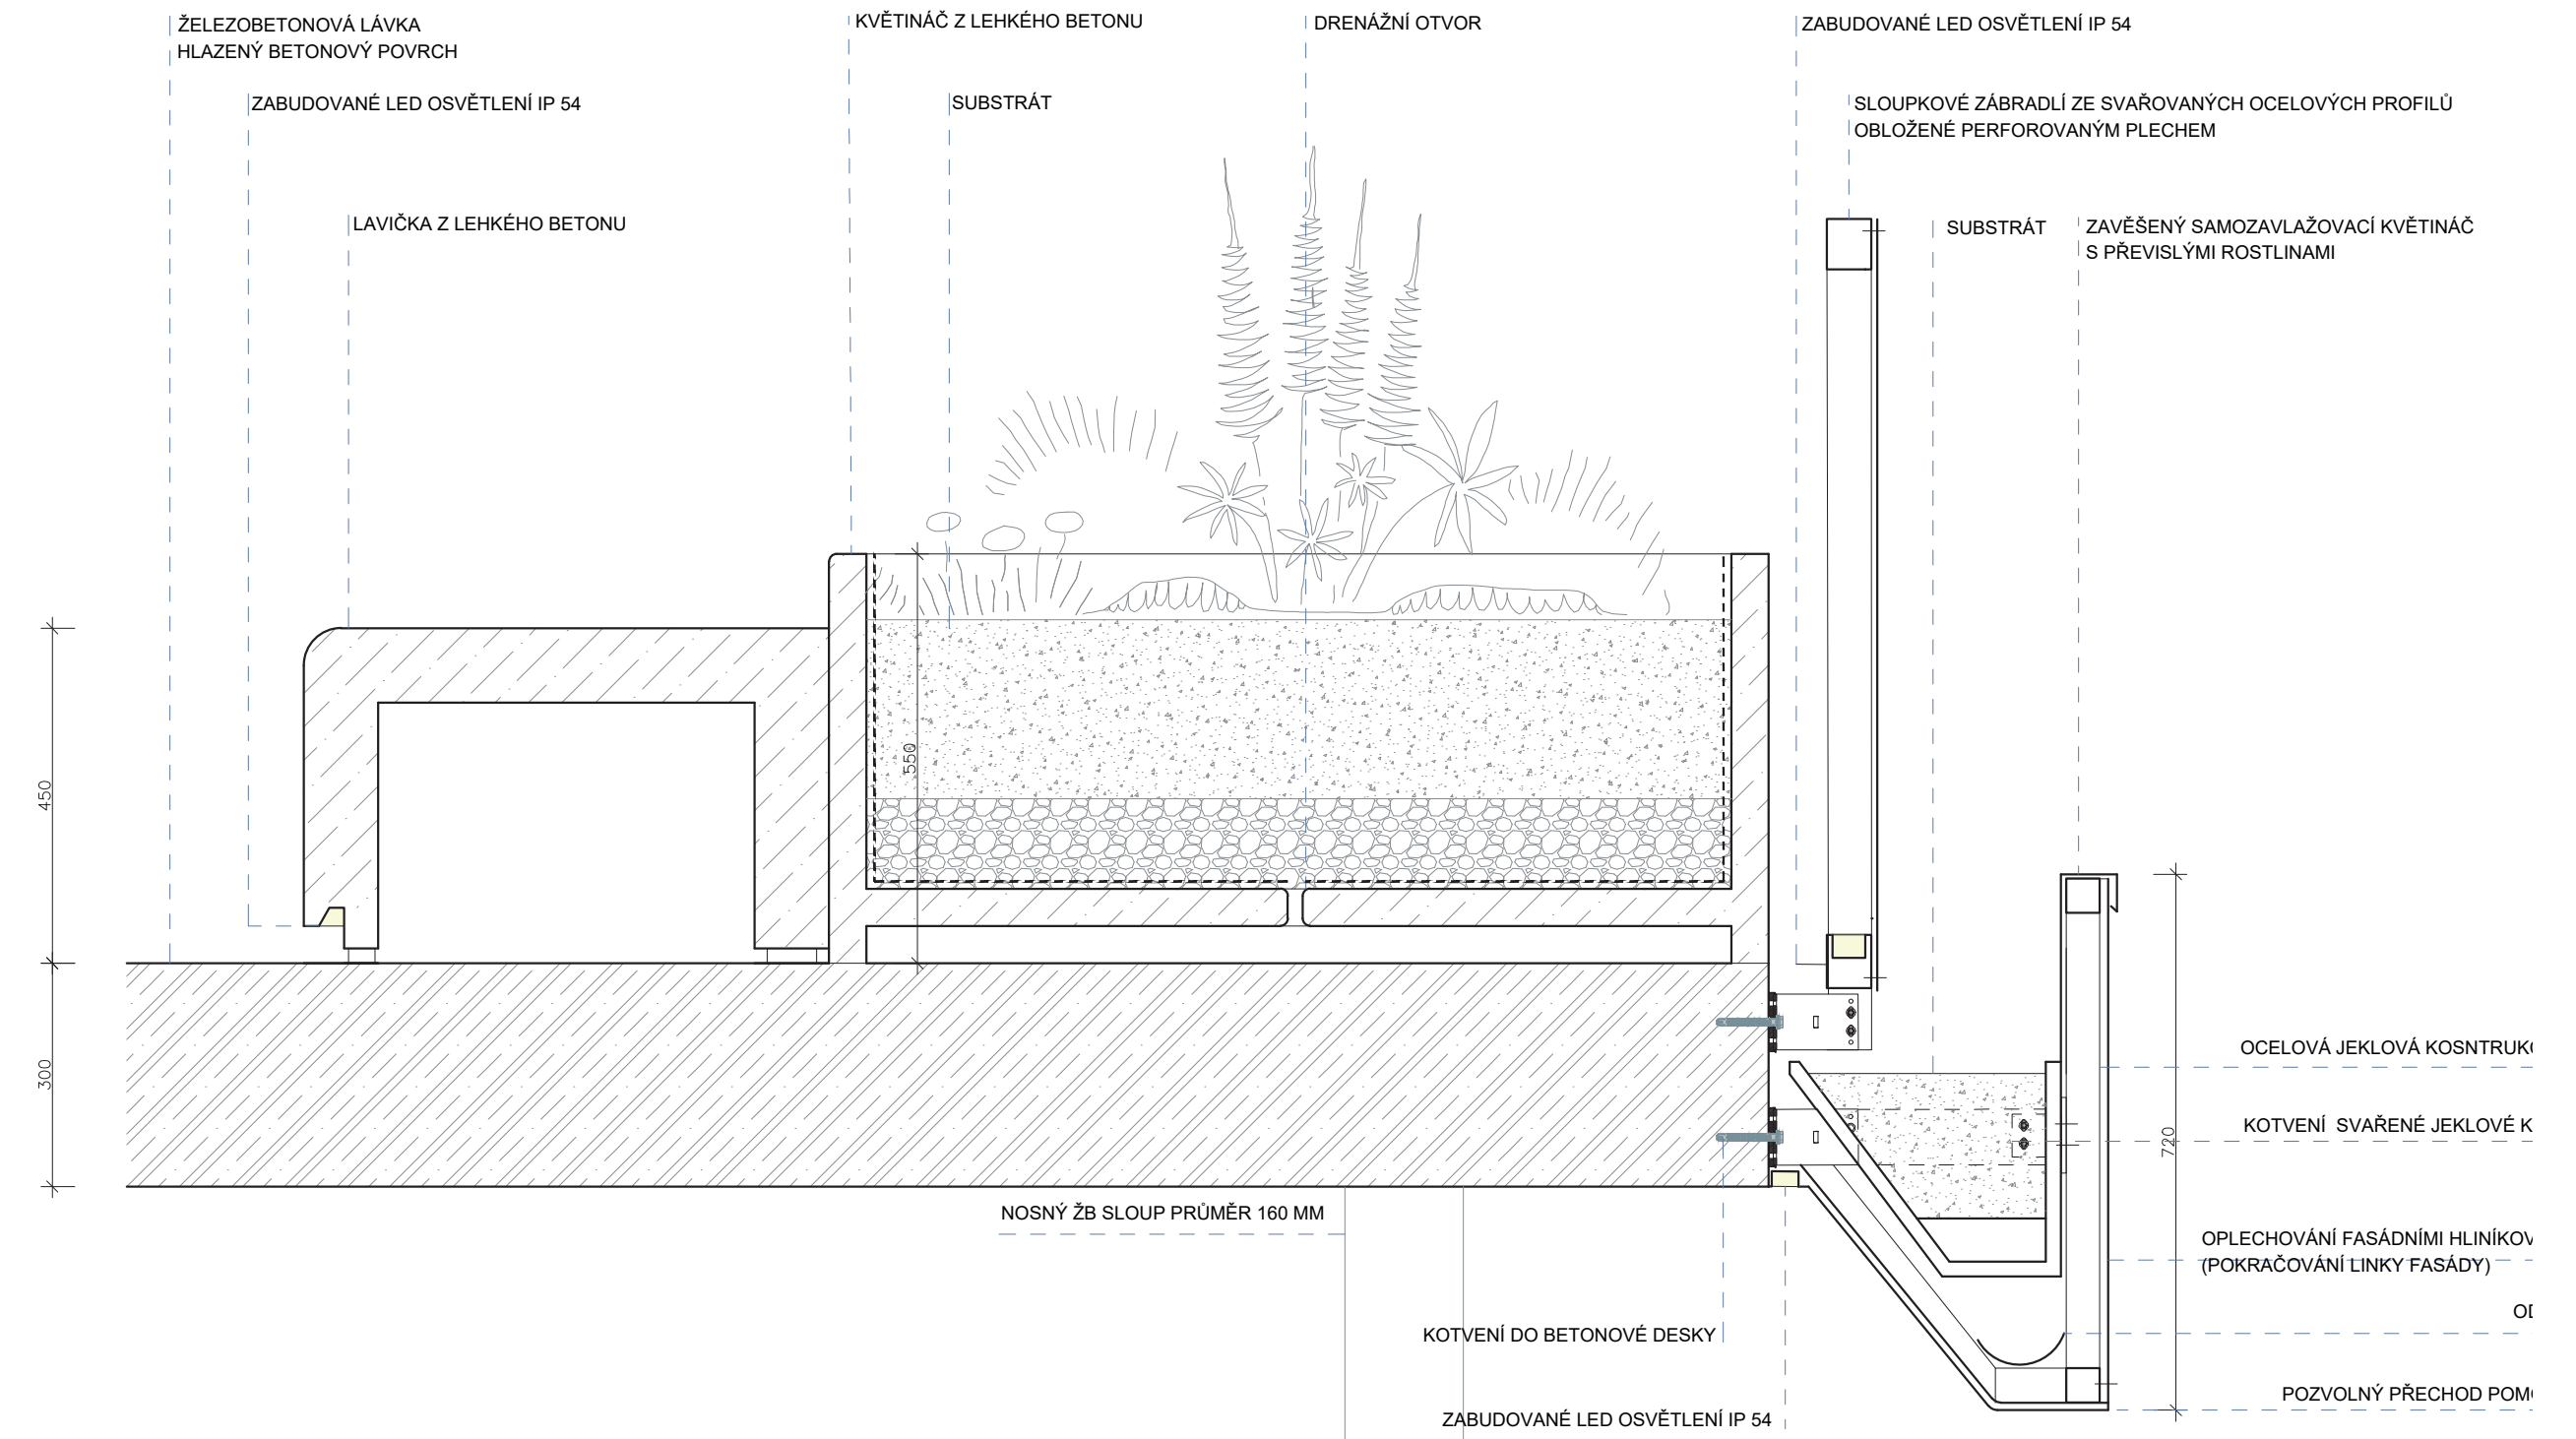 ŽELEZOBETONOVÁ LÁVKA
HLAZENÝ BETONOVÝ POVRCH
KVĚTINÁČ Z LEHKÉHO BETONU
DRENÁŽNÍ OTVOR
ZABUDOVANÉ LED OSVĚTLENÍ IP 54
ZABUDOVANÉ LED OSVĚTLENÍ IP 54
SUBSTRÁT
SLOUPKOVÉ ZÁBRADLÍ ZE SVAŘOVANÝCH OCELOVÝCH PROFILŮ
OBLOŽENÉ PERFOROVANÝM PLECHEM
LAVIČKA Z LEHKÉHO BETONU
SUBSTRÁT
ZAVĚŠENÝ SAMOZAVLAŽOVACÍ KVĚTINÁČ
S PŘEVISLÝMI ROSTLINAMI
450
550
300
720
OCELOVÁ JEKLOVÁ
KOTVENÍ SVAŘENÉ JEKLOVÉ
NOSNÝ ŽB SLOUP PRŮMĚR 160 MM
OPLECHOVÁNÍ FASÁDNÍMI
(POKRAČOVÁNÍ LINKY FASÁDY)
KOTVENÍ DO BETONOVÉ DESKY
POZVOLNÝ PŘECHOD
ZABUDOVANÉ LED OSVĚTLENÍ IP 54